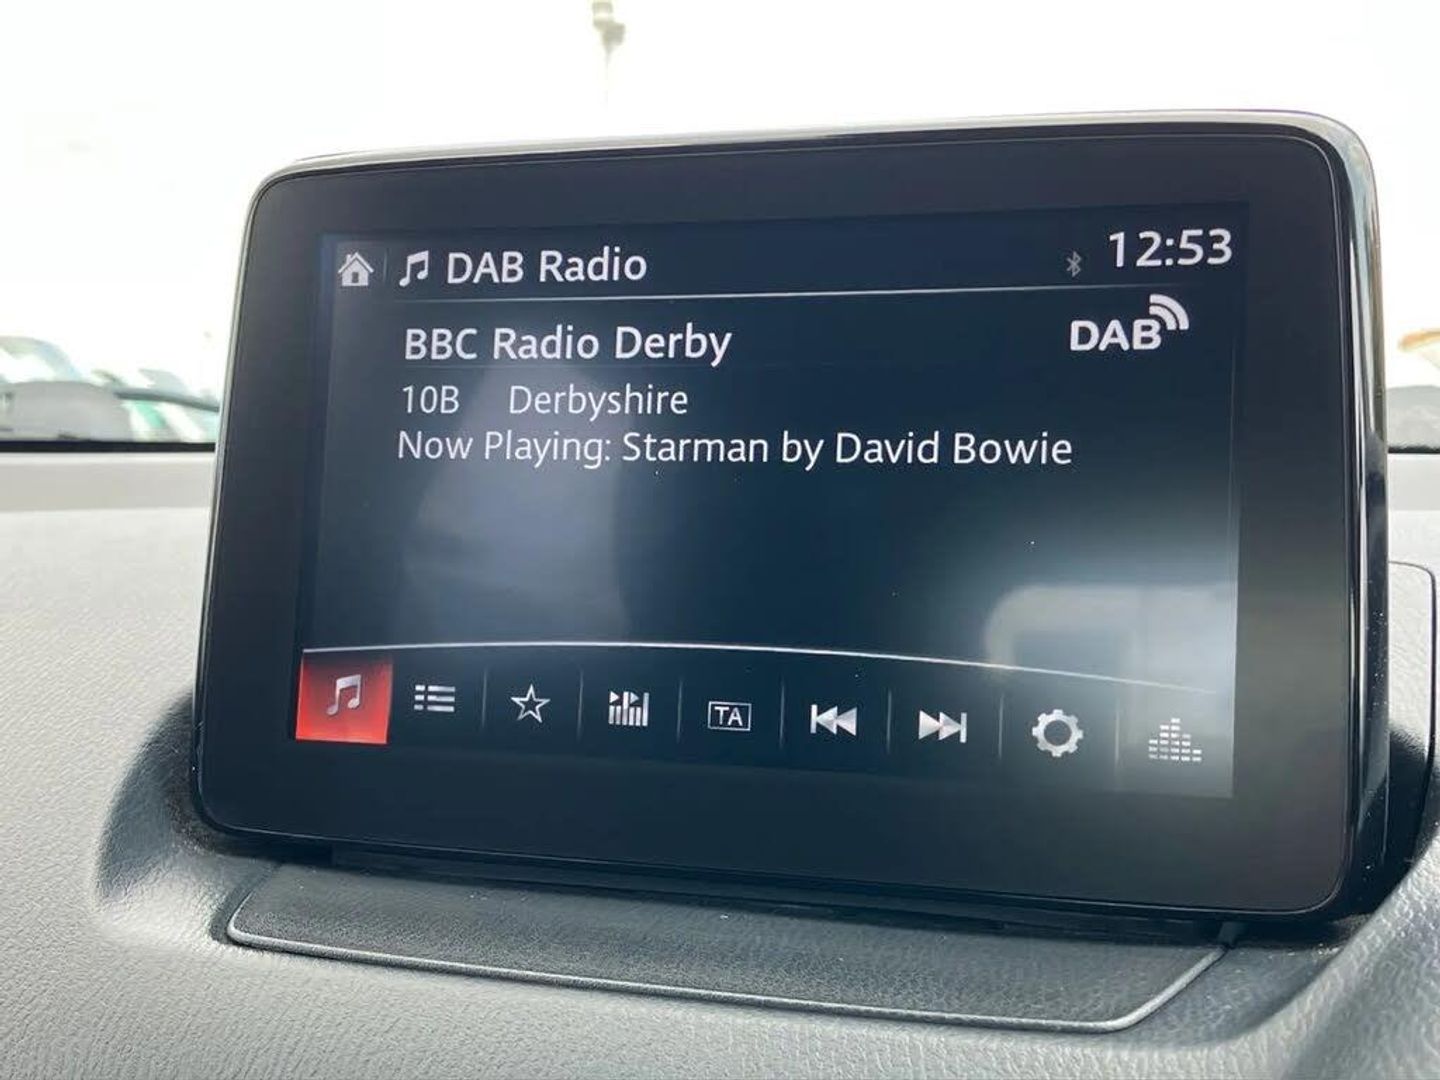 DAB Radio
12:53
BBC Radio Derby
DAB
10B Derbyshire
Now Playing: Starman by David Bowie
TA